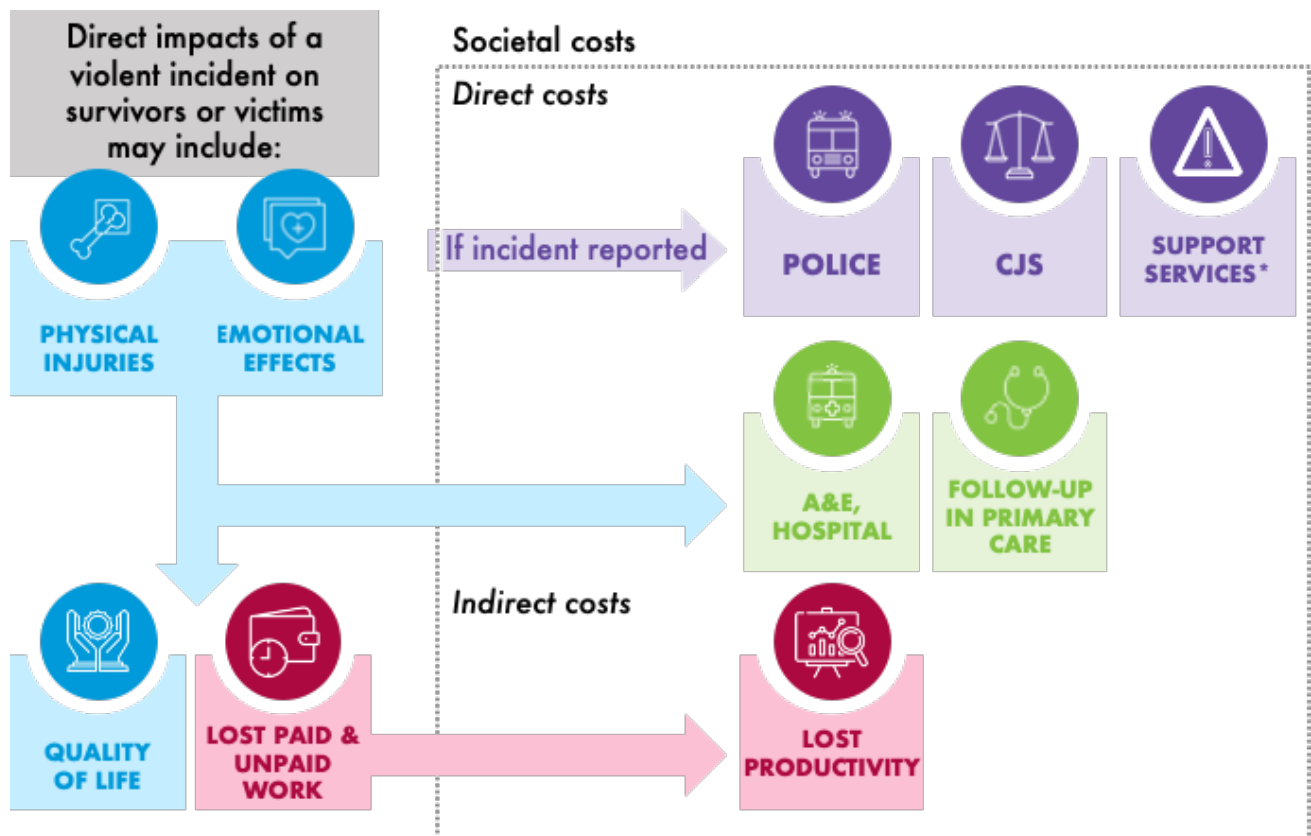 Direct impacts of a
violent incident on
survivors or victims
may include:
PHYSICAL
INJURIES
EMOTIONAL
EFFECTS
Societal costs
Direct costs
If incident reported
POLICE
CJS
SUPPORT
SERVICES*
A&E,
HOSPITAL
FOLLOW-UP
IN PRIMARY
CARE
QUALITY
OF LIFE
LOST PAID &
UNPAID
WORK
Indirect costs
LOST
PRODUCTIVITY